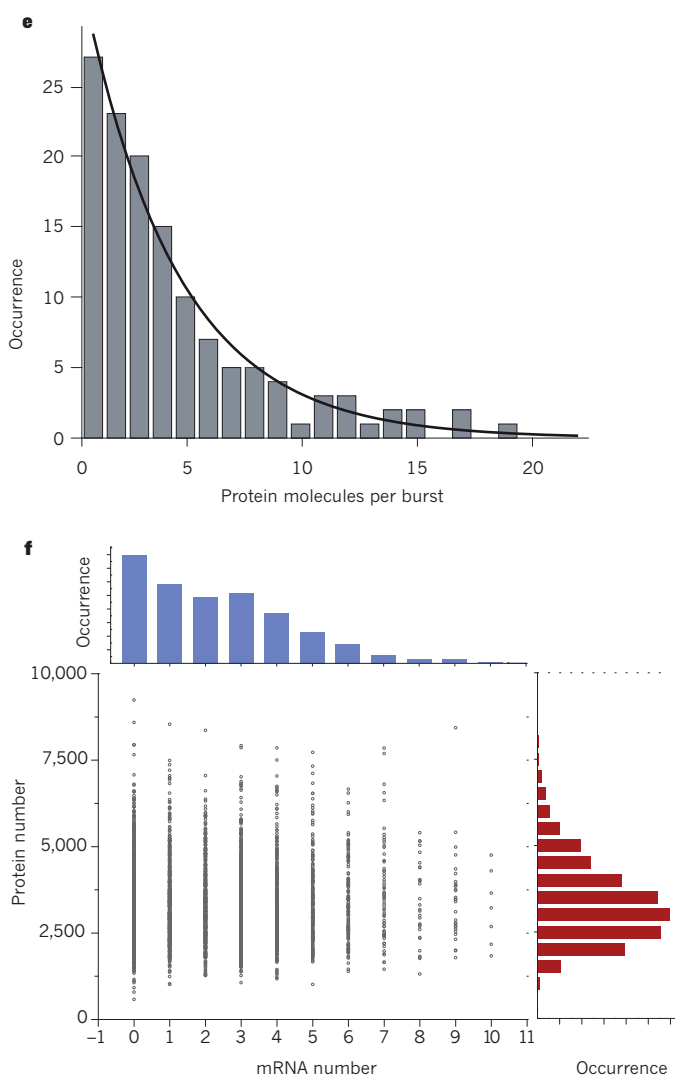 e
25
20
15
10
5
0
Occurrence
0 5 10 15 20
Protein molecules per burst
f
Occurrence
10,000
7,500
5,000
2,500
0
Protein number
–1 0 1 2 3 4 5 6 7 8 9 10 11
mRNA number
Occurrence